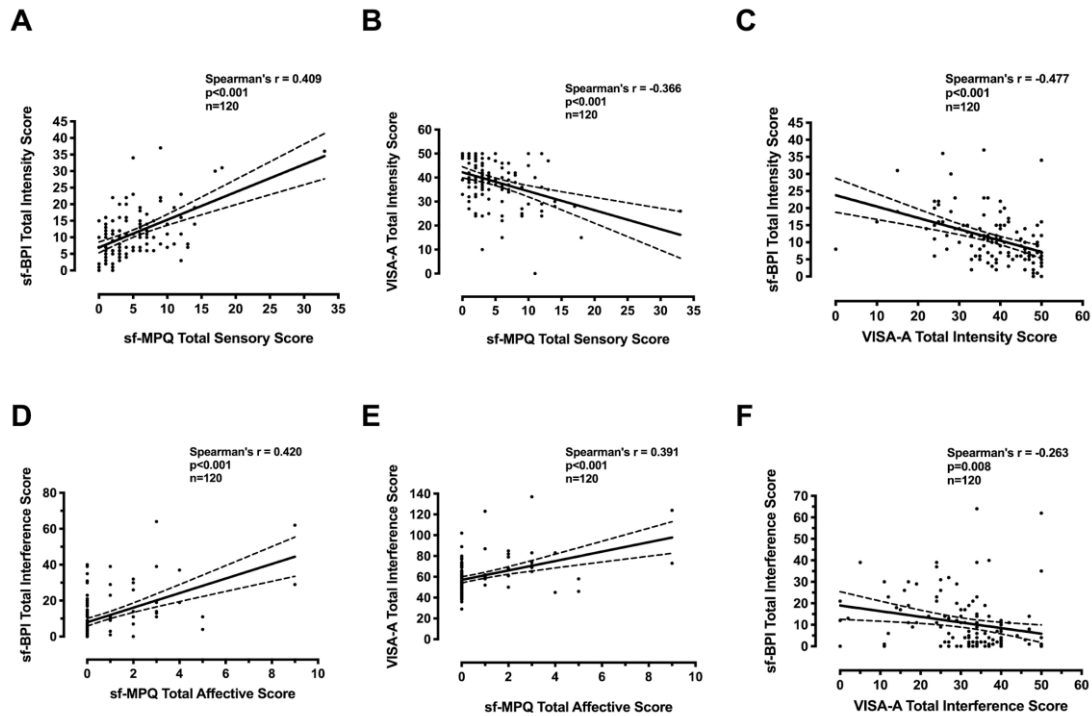 A
Spearman's r = 0.409
p<0.001
n=120
sf-BPI Total Intensity Score
45
40
35
30
25
20
15
10
5
0
0 5 10 15 20 25 30 35
sf-MPQ Total Sensory Score
B
Spearman's r = -0.366
p<0.001
n=120
VISA-A Total Intensity Score
60
50
40
30
20
10
0
0 5 10 15 20 25 30 35
sf-MPQ Total Sensory Score
C
Spearman's r = -0.477
p<0.001
n=120
sf-BPI Total Intensity Score
45
40
35
30
25
20
15
10
5
0
0 10 20 30 40 50 60
VISA-A Total Intensity Score
D
Spearman's r = 0.420
p<0.001
n=120
sf-BPI Total Interference Score
80
60
40
20
0
0 2 4 6 8 10
sf-MPQ Total Affective Score
E
Spearman's r = 0.391
p<0.001
n=120
VISA-A Total Interference Score
140
120
100
80
60
40
20
0
0 2 4 6 8 10
sf-MPQ Total Affective Score
F
Spearman's r = -0.263
p=0.008
n=120
sf-BPI Total Interference Score
70
60
50
40
30
20
10
0
0 10 20 30 40 50 60
VISA-A Total Interference Score